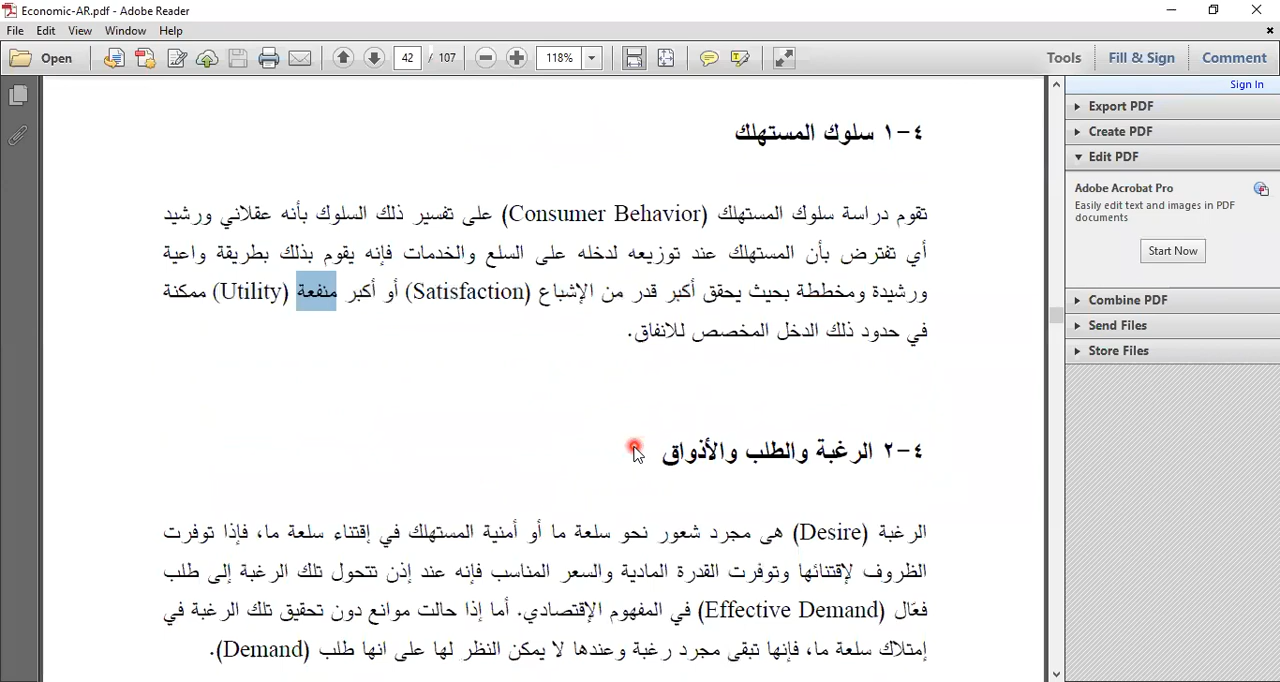 Economic-AR.pdf - Adobe Reader
File Edit View Window Help
Open 42 / 107 118% Tools Fill & Sign Comment
Sign In
Export PDF
Create PDF
Edit PDF
Adobe Acrobat Pro
Easily edit text and images in PDF
documents
Start Now
Combine PDF
Send Files
Store Files
٤-١ سلوك المستهلك
تقوم دراسة سلوك المستهلك (Consumer Behavior) على تفسير ذلك السلوك بأنه عقلاني ورشيد
أي تفترض بأن المستهلك عند توزيعه لدخله على السلع والخدمات فإنه يقوم بذلك بطريقة واعية
ورشيدة ومخططة بحيث يحقق أكبر قدر من الإشباع (Satisfaction) أو أكبر منفعة (Utility) ممكنة
في حدود ذلك الدخل المخصص للانفاق.
٤-٢ الرغبة والطلب والأذواق
الرغبة (Desire) هى مجرد شعور نحو سلعة ما أو أمنية المستهلك في إقتناء سلعة ما، فإذا توفرت
الظروف لإقتنائها وتوفرت القدرة المادية والسعر المناسب فإنه عند إذن تتحول تلك الرغبة إلى طلب
فعّال (Effective Demand) في المفهوم الإقتصادي. أما إذا حالت موانع دون تحقيق تلك الرغبة في
إمتلاك سلعة ما، فإنها تبقى مجرد رغبة وعندها لا يمكن النظر لها على انها طلب (Demand).